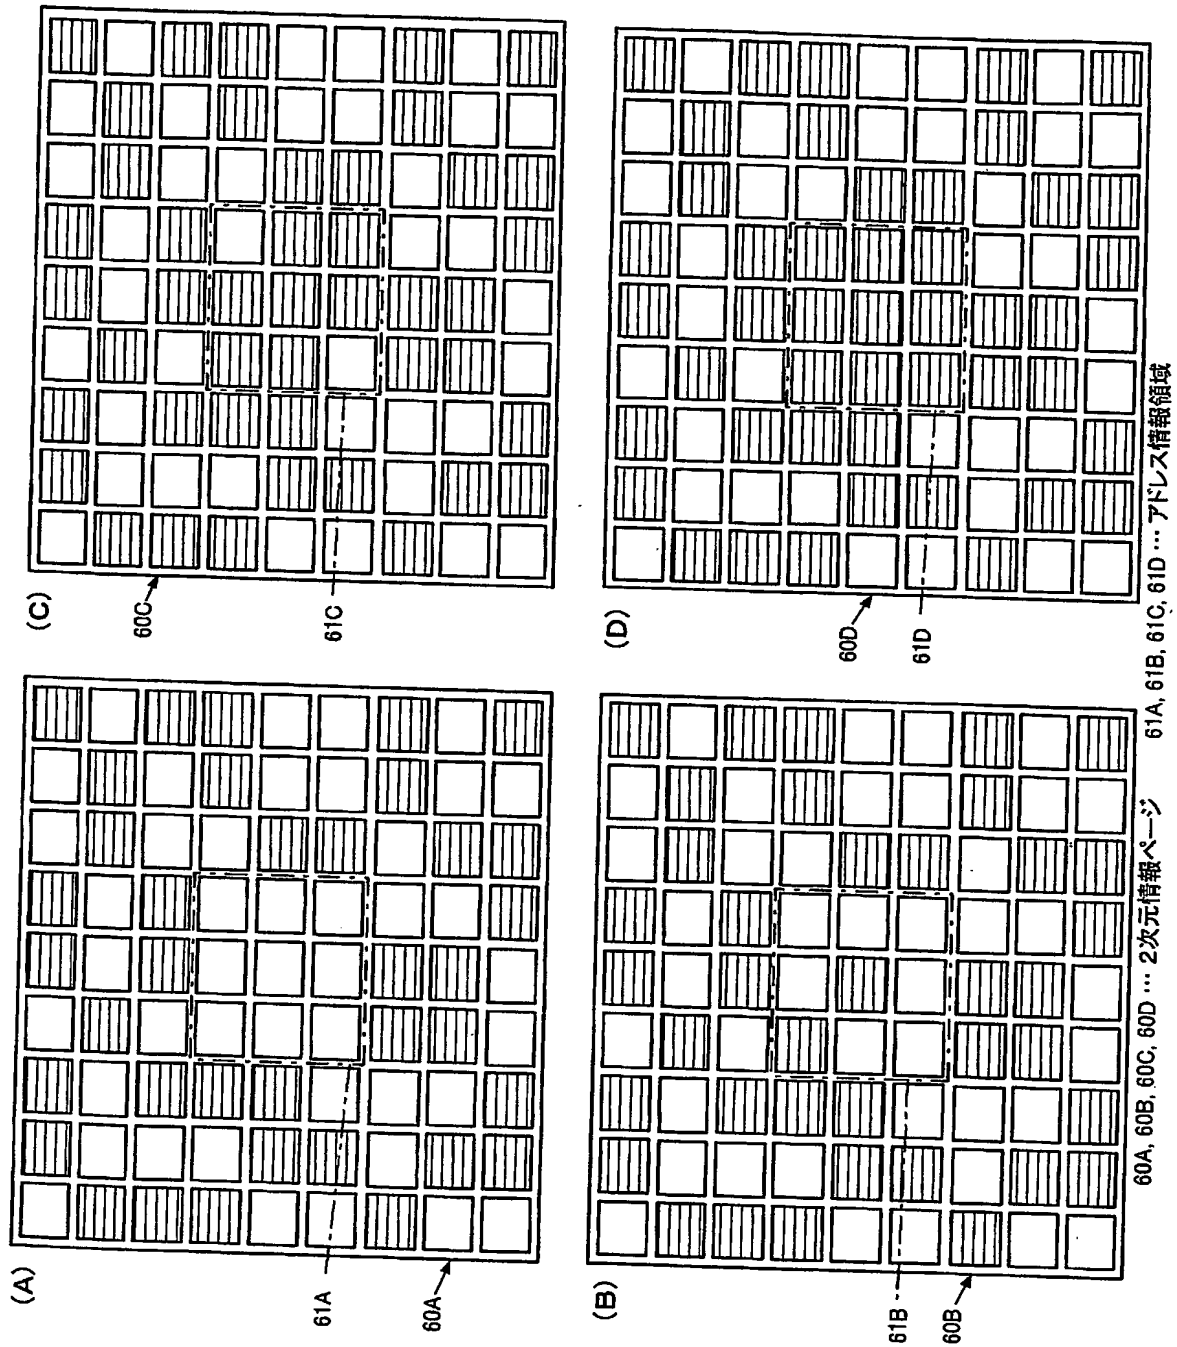 (A)
61A
60A
(B)
61B
60B
(C)
60C
61C
(D)
60D
61D
60A, 60B, 60C, 60D … 2次元情報ページ
61A, 61B, 61C, 61D … アドレス情報領域